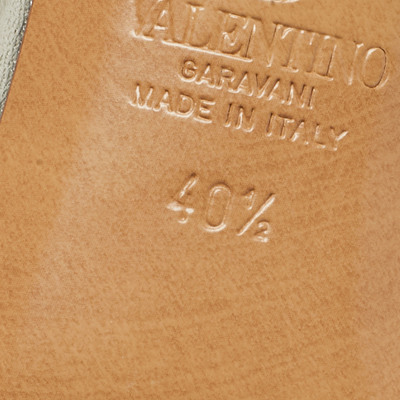 VALENTINO
GARAVANI
MADE IN ITALY
40½